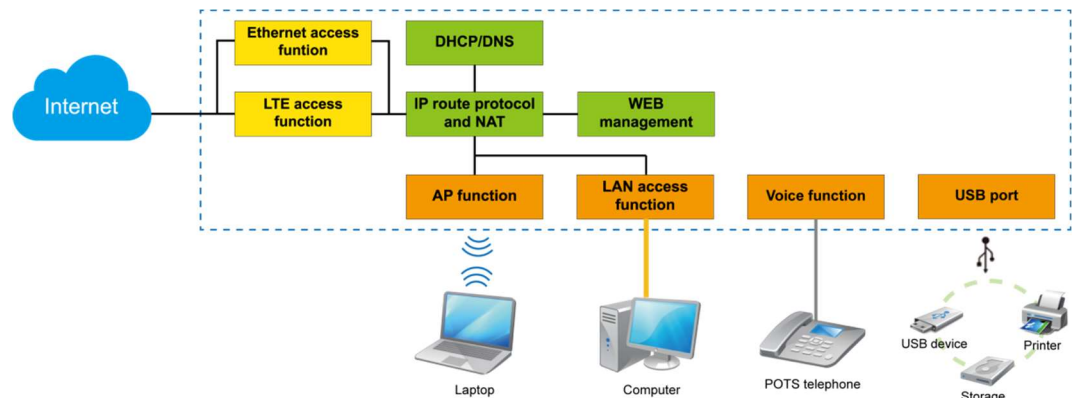 Ethernet access
funtion
DHCP/DNS
Internet
LTE access
function
IP route protocol
and NAT
WEB
management
AP function
LAN access
function
Voice function
USB port
USB device
Printer
Laptop
Computer
POTS telephone
Storage